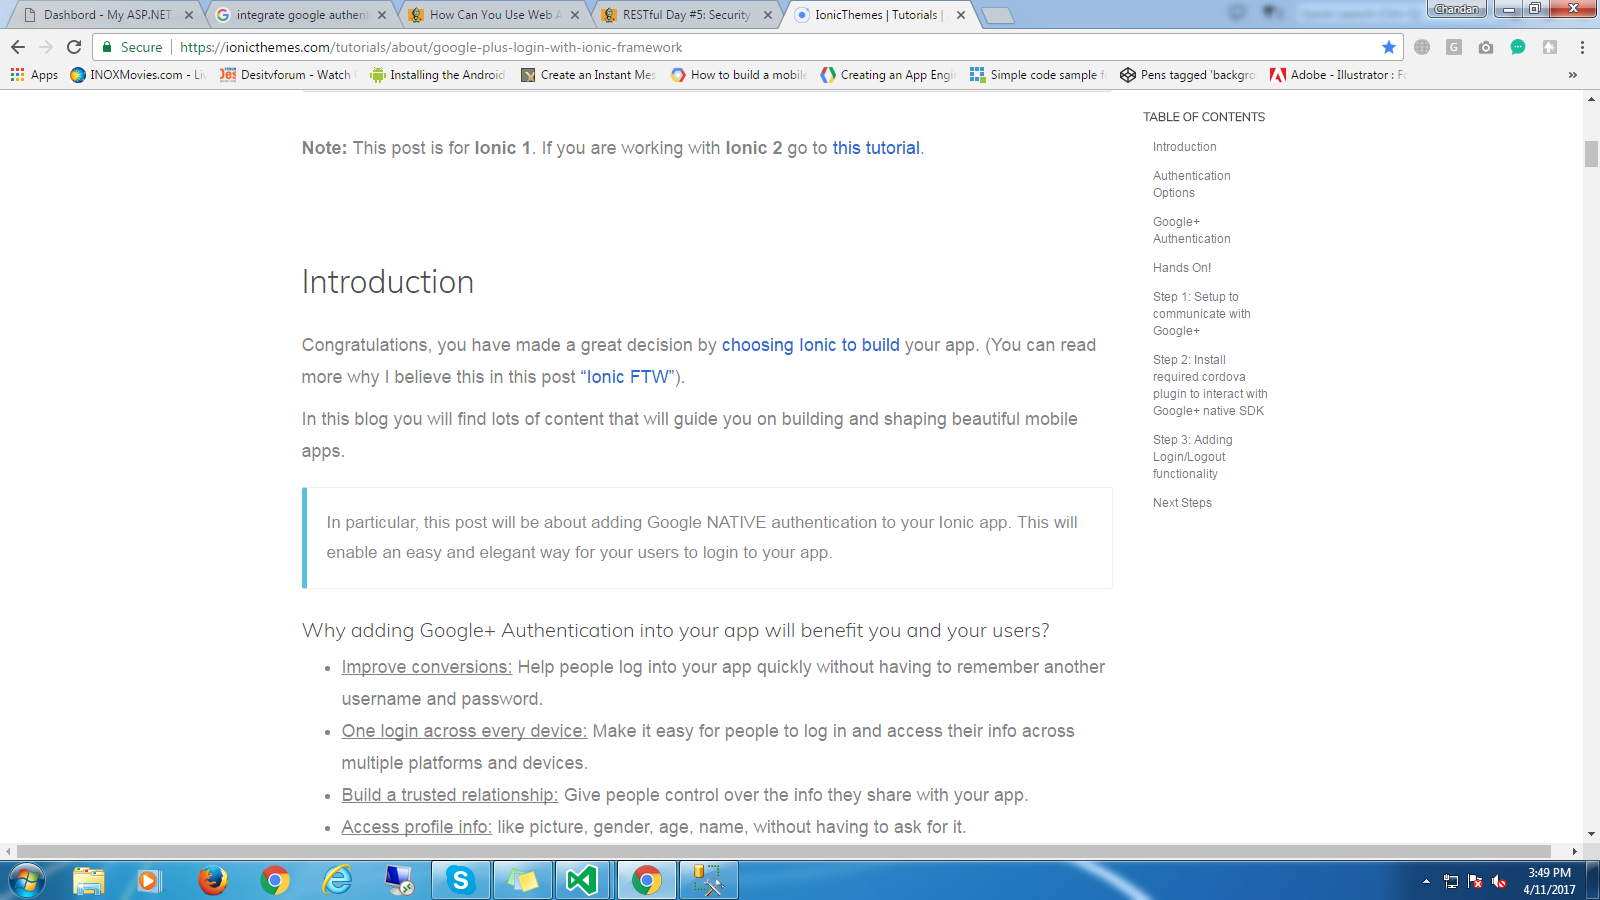 Dashbord - My ASP.NET
integrate google authent
How Can You Use Web A
RESTful Day #5: Security
IonicThemes | Tutorials |
Chandan
Secure
https://ionicthemes.com/tutorials/about/google-plus-login-with-ionic-framework
Apps
INOXMovies.com - Liv
Desitvforum - Watch
Installing the Android
Create an Instant Mes
How to build a mobile
Creating an App Engi
Simple code sample f
Pens tagged 'backgro
Adobe - Illustrator : Fo
Note: This post is for Ionic 1. If you are working with Ionic 2 go to this tutorial.
Introduction
Congratulations, you have made a great decision by choosing Ionic to build your app. (You can read
more why I believe this in this post “Ionic FTW”).
In this blog you will find lots of content that will guide you on building and shaping beautiful mobile
apps.
In particular, this post will be about adding Google NATIVE authentication to your Ionic app. This will
enable an easy and elegant way for your users to login to your app.
Why adding Google+ Authentication into your app will benefit you and your users?
• Improve conversions: Help people log into your app quickly without having to remember another
username and password.
• One login across every device: Make it easy for people to log in and access their info across
multiple platforms and devices.
• Build a trusted relationship: Give people control over the info they share with your app.
• Access profile info: like picture, gender, age, name, without having to ask for it.
TABLE OF CONTENTS
Introduction
Authentication
Options
Google+
Authentication
Hands On!
Step 1: Setup to
communicate with
Google+
Step 2: Install
required cordova
plugin to interact with
Google+ native SDK
Step 3: Adding
Login/Logout
functionality
Next Steps
3:49 PM
4/11/2017